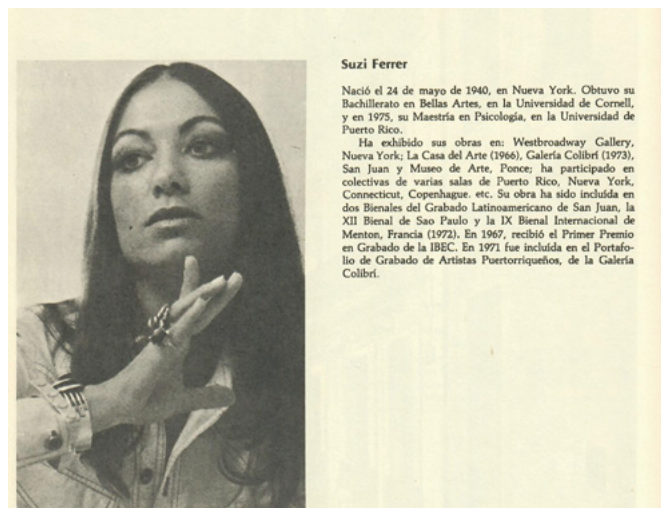 Suzi Ferrer
Nació el 24 de mayo de 1940, en Nueva York. Obtuvo su
Bachillerato en Bellas Artes, en la Universidad de Cornell,
y en 1975, su Maestría en Psicología, en la Universidad de
Puerto Rico.
Ha exhibido sus obras en: Westbroadway Gallery,
Nueva York; La Casa del Arte (1966), Galería Colibrí (1973),
San Juan y Museo de Arte, Ponce; ha participado en
colectivas de varias salas de Puerto Rico, Nueva York,
Connecticut, Copenhague. etc. Su obra ha sido incluída en
dos Bienales del Grabado Latinoamericano de San Juan, la
XII Bienal de Sao Paulo y la IX Bienal Internacional de
Menton, Francia (1972). En 1967, recibió el Primer Premio
en Grabado de la IBEC. En 1971 fue incluída en el Portafo-
lio de Grabado de Artistas Puertorriqueños, de la Galería
Colibrí.